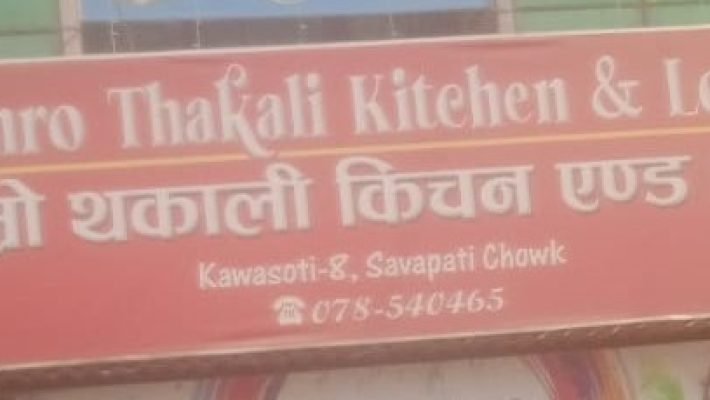 Thakali Kitchen &
थकाली किचन एण्ड
Kawasoti-8, Savapati Chowk
☎078-540465